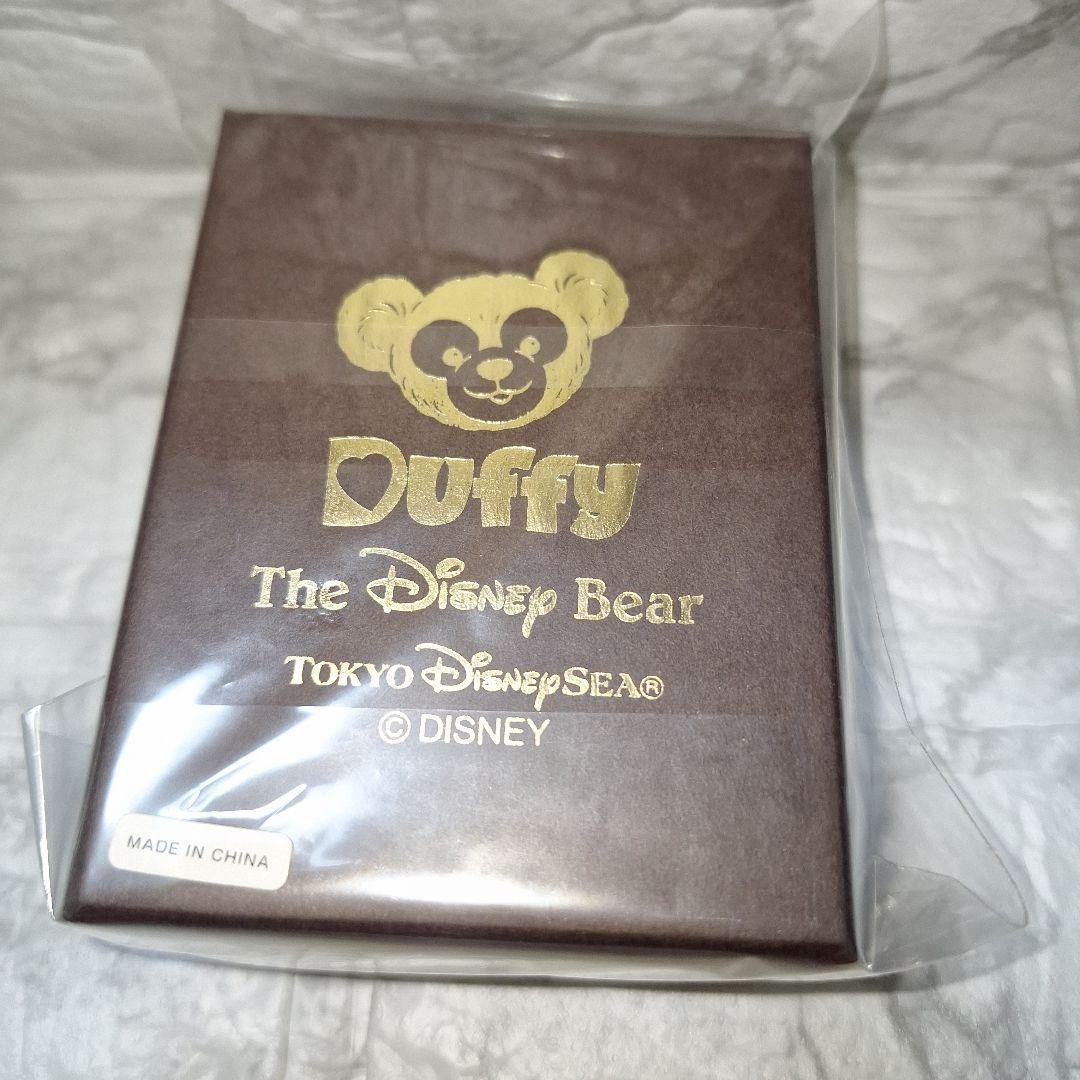 Duffy
The Disney Bear
TOKYO DISNEYSEA®
© DISNEY
MADE IN CHINA